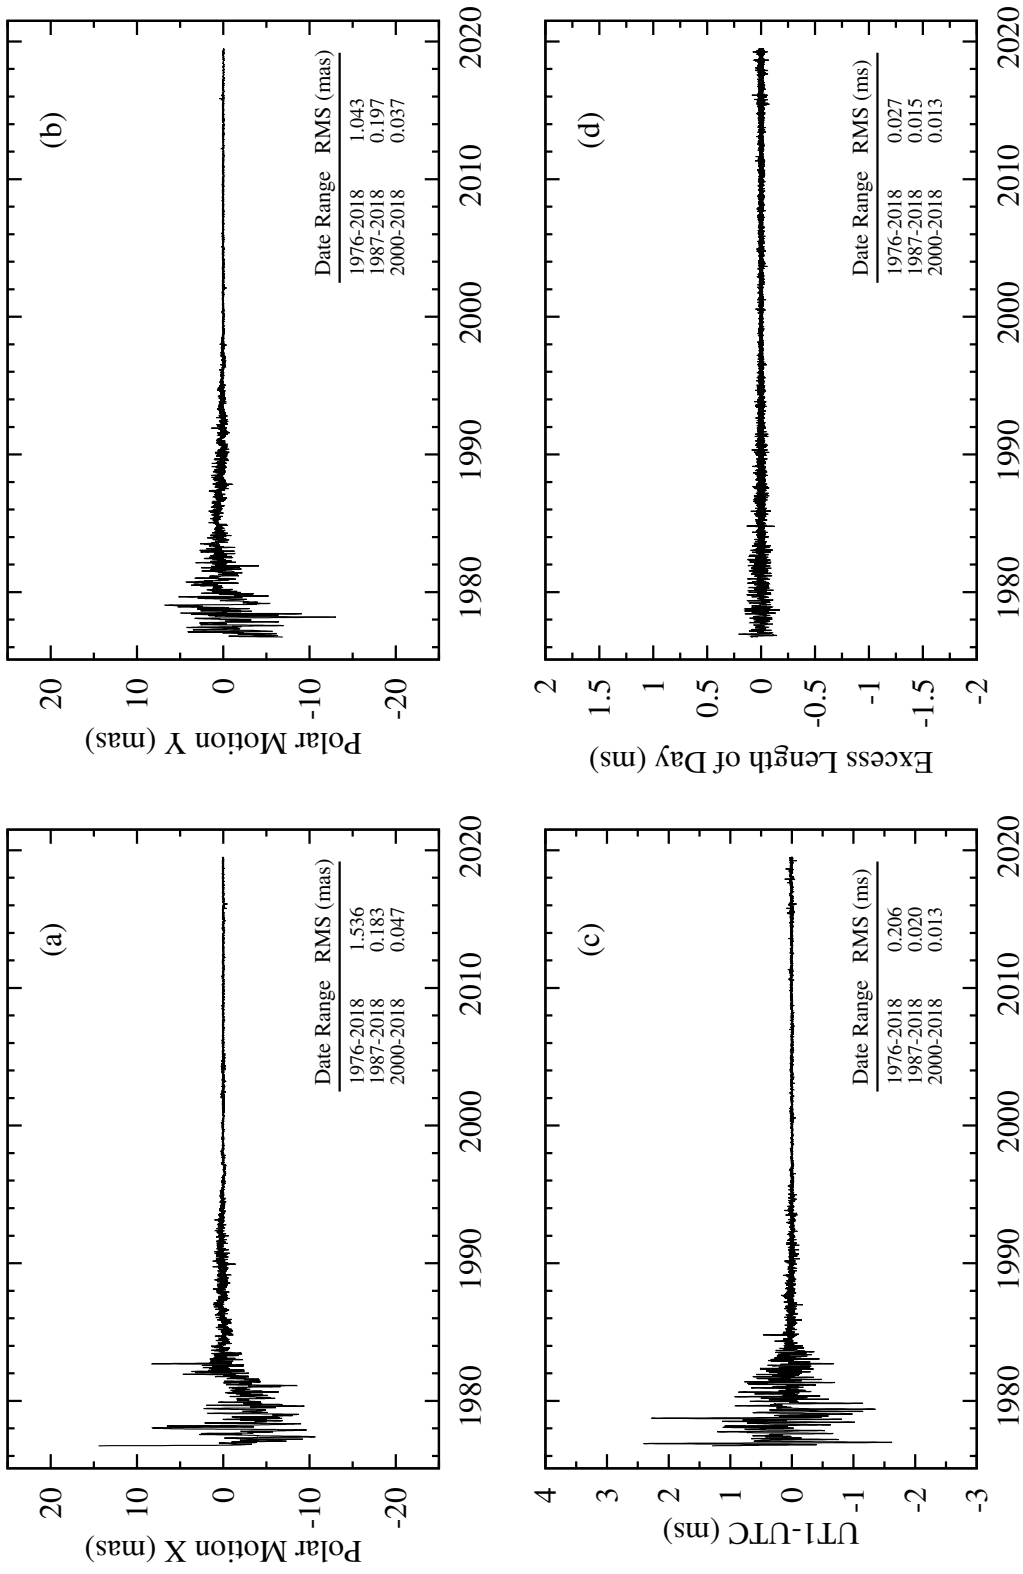 (a)
20
10
0
-10
-20
Polar Motion X (mas)
Date Range RMS (mas)
1976-2018 1.536
1987-2018 0.183
2000-2018 0.047
1980 1990 2000 2010 2020
(b)
20
10
0
-10
-20
Polar Motion Y (mas)
Date Range RMS (mas)
1976-2018 1.043
1987-2018 0.197
2000-2018 0.037
1980 1990 2000 2010 2020
(c)
4
3
2
1
0
-1
-2
-3
UT1-UTC (ms)
Date Range RMS (ms)
1976-2018 0.206
1987-2018 0.020
2000-2018 0.013
1980 1990 2000 2010 2020
(d)
2
1.5
1
0.5
0
-0.5
-1
-1.5
-2
Excess Length of Day (ms)
Date Range RMS (ms)
1976-2018 0.027
1987-2018 0.015
2000-2018 0.013
1980 1990 2000 2010 2020